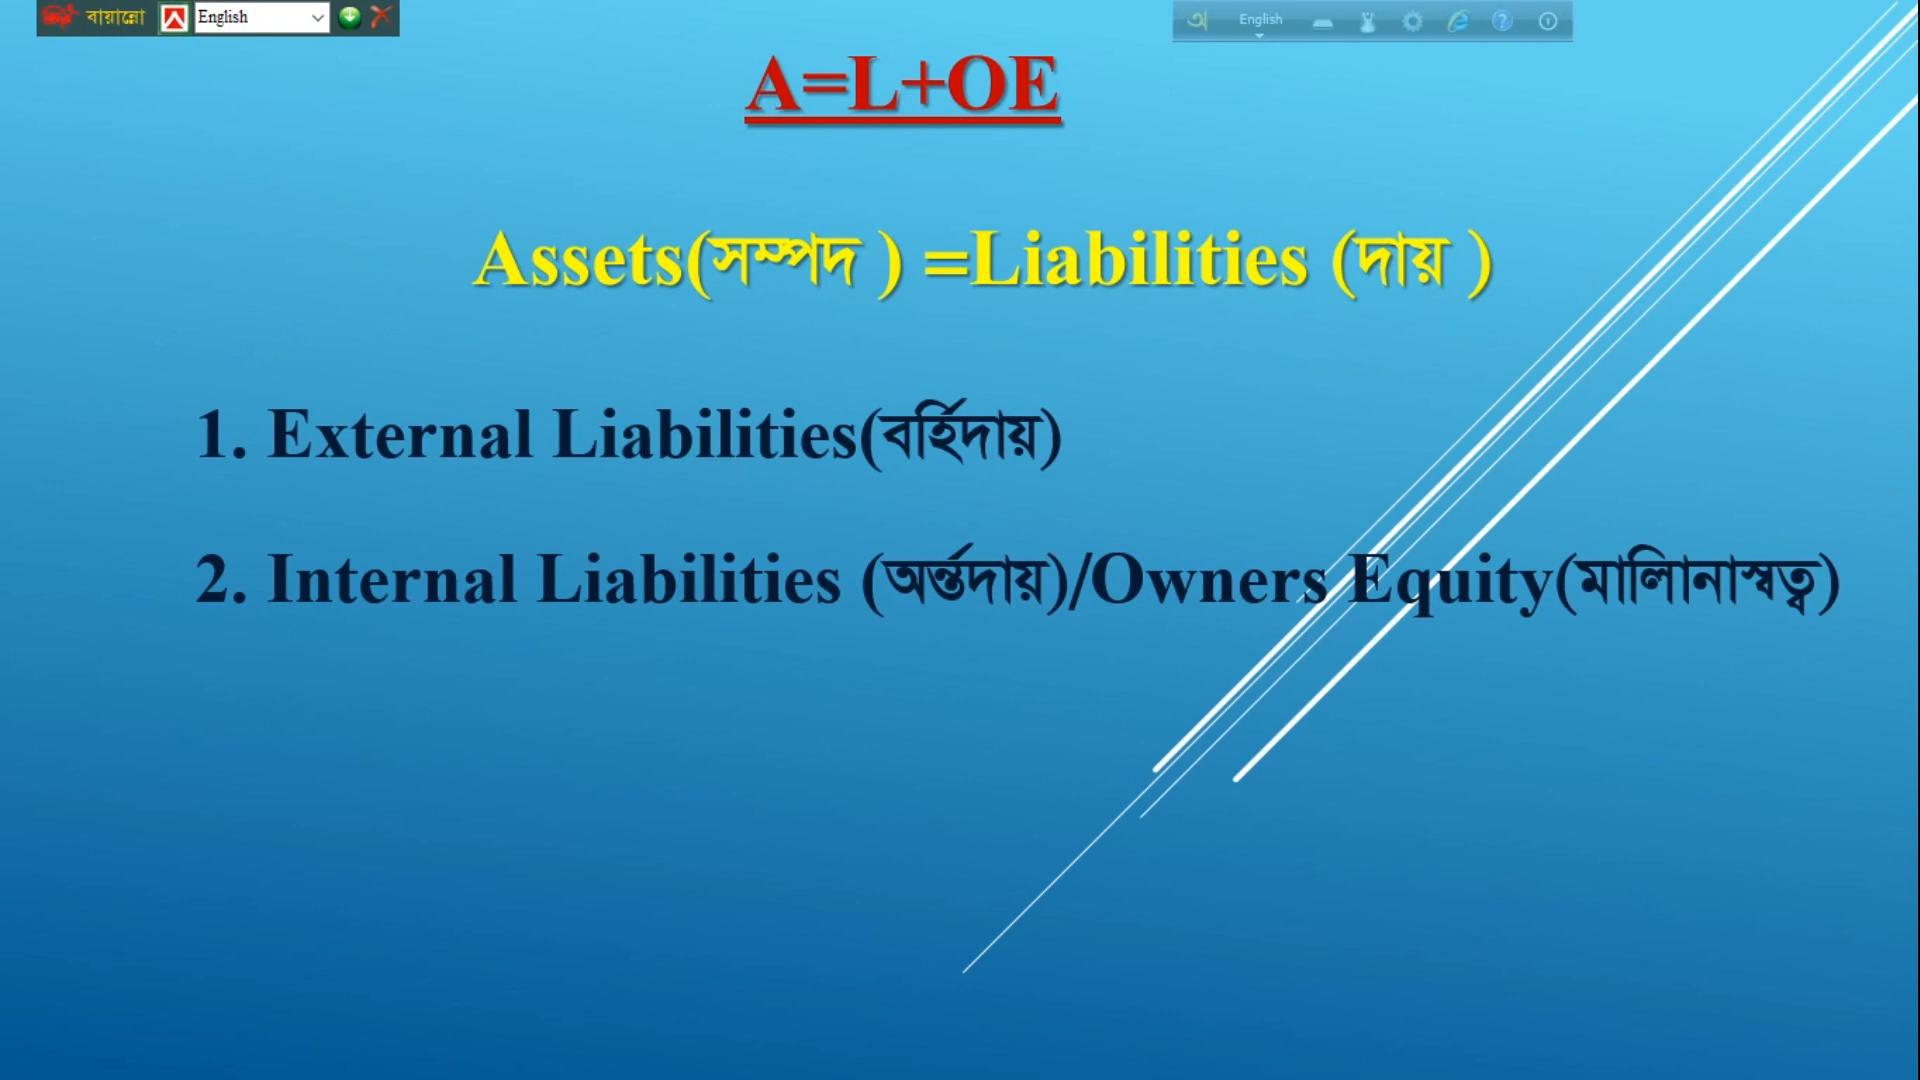 বায়ান্নো English
অ English
A=L+OE
Assets(সম্পদ ) =Liabilities (দায় )
1. External Liabilities(বর্হিদায়)
2. Internal Liabilities (অর্ন্তদায়)/Owners Equity(মালিানাস্বত্ব)